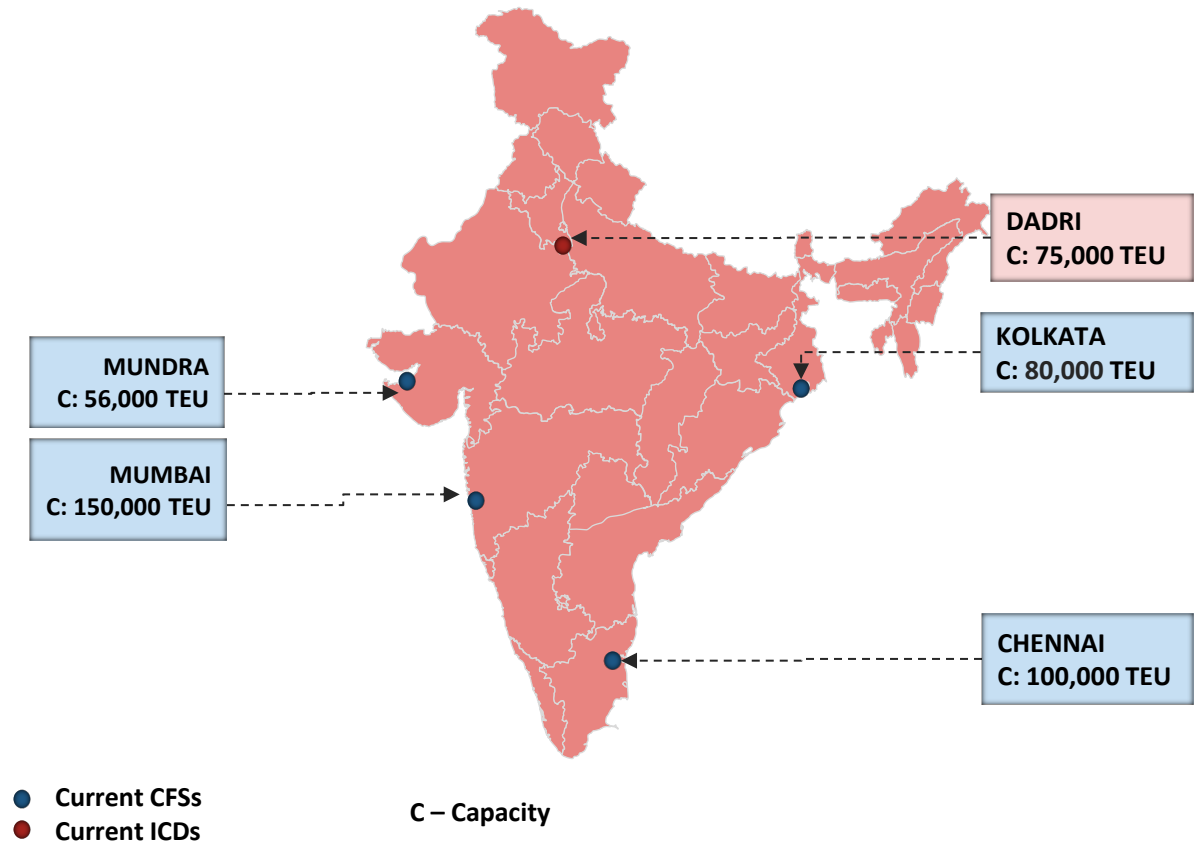 DADRI
C: 75,000 TEU
KOLKATA
C: 80,000 TEU
MUNDRA
C: 56,000 TEU
MUMBAI
C: 150,000 TEU
CHENNAI
C: 100,000 TEU
Current CFSs
C – Capacity
Current ICDs